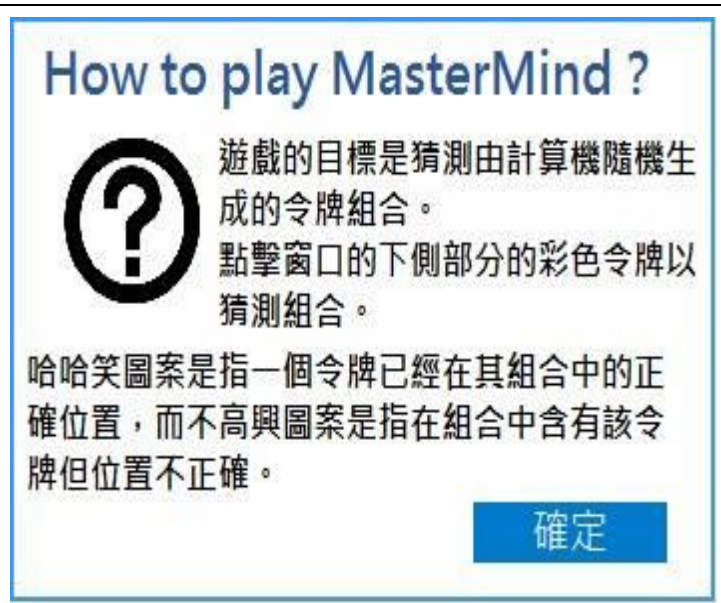 How to play MasterMind ?
遊戲的目標是猜測由計算機隨機生
成的令牌組合。
點擊窗口的下側部分的彩色令牌以
猜測組合。
哈哈笑圖案是指一個令牌已經在其組合中的正
確位置，而不高興圖案是指在組合中含有該令
牌但位置不正確。
確定